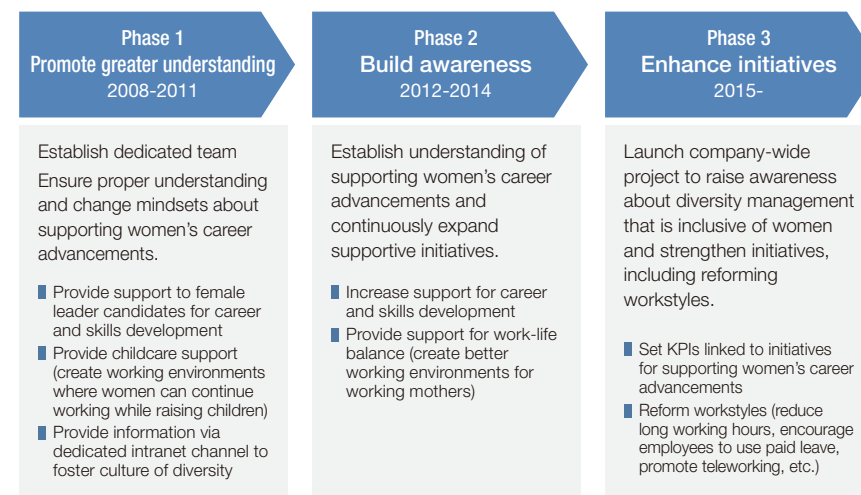 Phase 1
Promote greater understanding
2008-2011
Establish dedicated team
Ensure proper understanding
and change mindsets about
supporting women's career
advancements.
Provide support to female
leader candidates for career
and skills development
Provide childcare support
(create working environments
where women can continue
working while raising children)
Provide information via
dedicated intranet channel to
foster culture of diversity
Phase 2
Build awareness
2012-2014
Establish understanding of
supporting women's career
advancements and
continuously expand
supportive initiatives.
Increase support for career
and skills development
Provide support for work-life
balance (create better
working environments for
working mothers)
Phase 3
Enhance initiatives
2015-
Launch company-wide
project to raise awareness
about diversity management
that is inclusive of women
and strengthen initiatives,
including reforming
workstyles.
Set KPIs linked to initiatives
for supporting women's career
advancements
Reform workstyles (reduce
long working hours, encourage
employees to use paid leave,
promote teleworking, etc.)